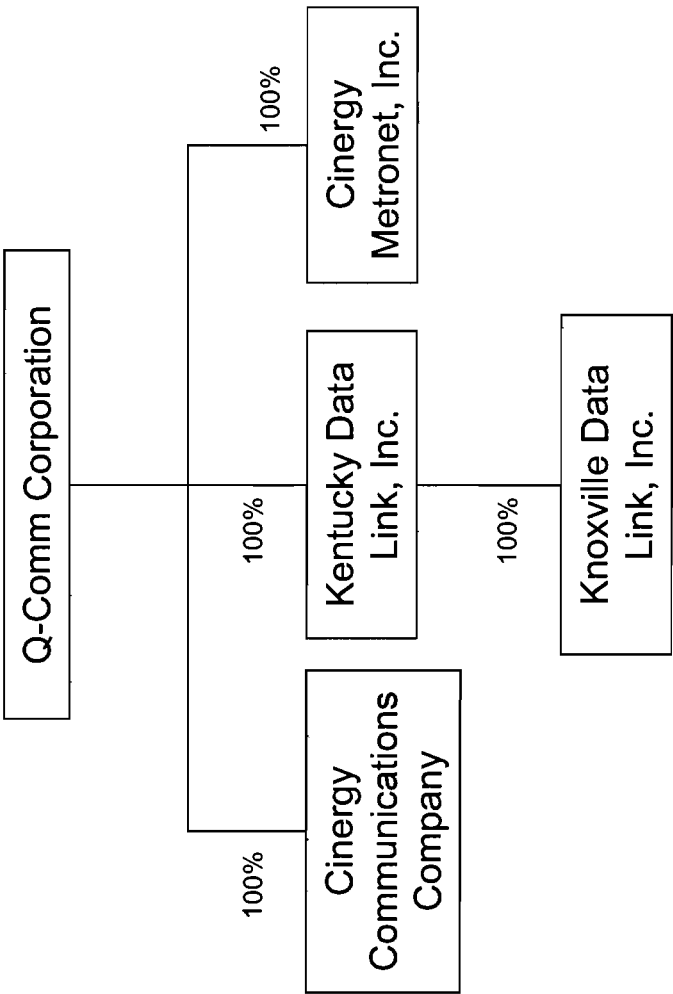 Q-Comm Corporation
100%
100%
100%
Cinergy
Communications
Company
Kentucky Data
Link, Inc.
Cinergy
Metronet, Inc.
100%
Knoxville Data
Link, Inc.